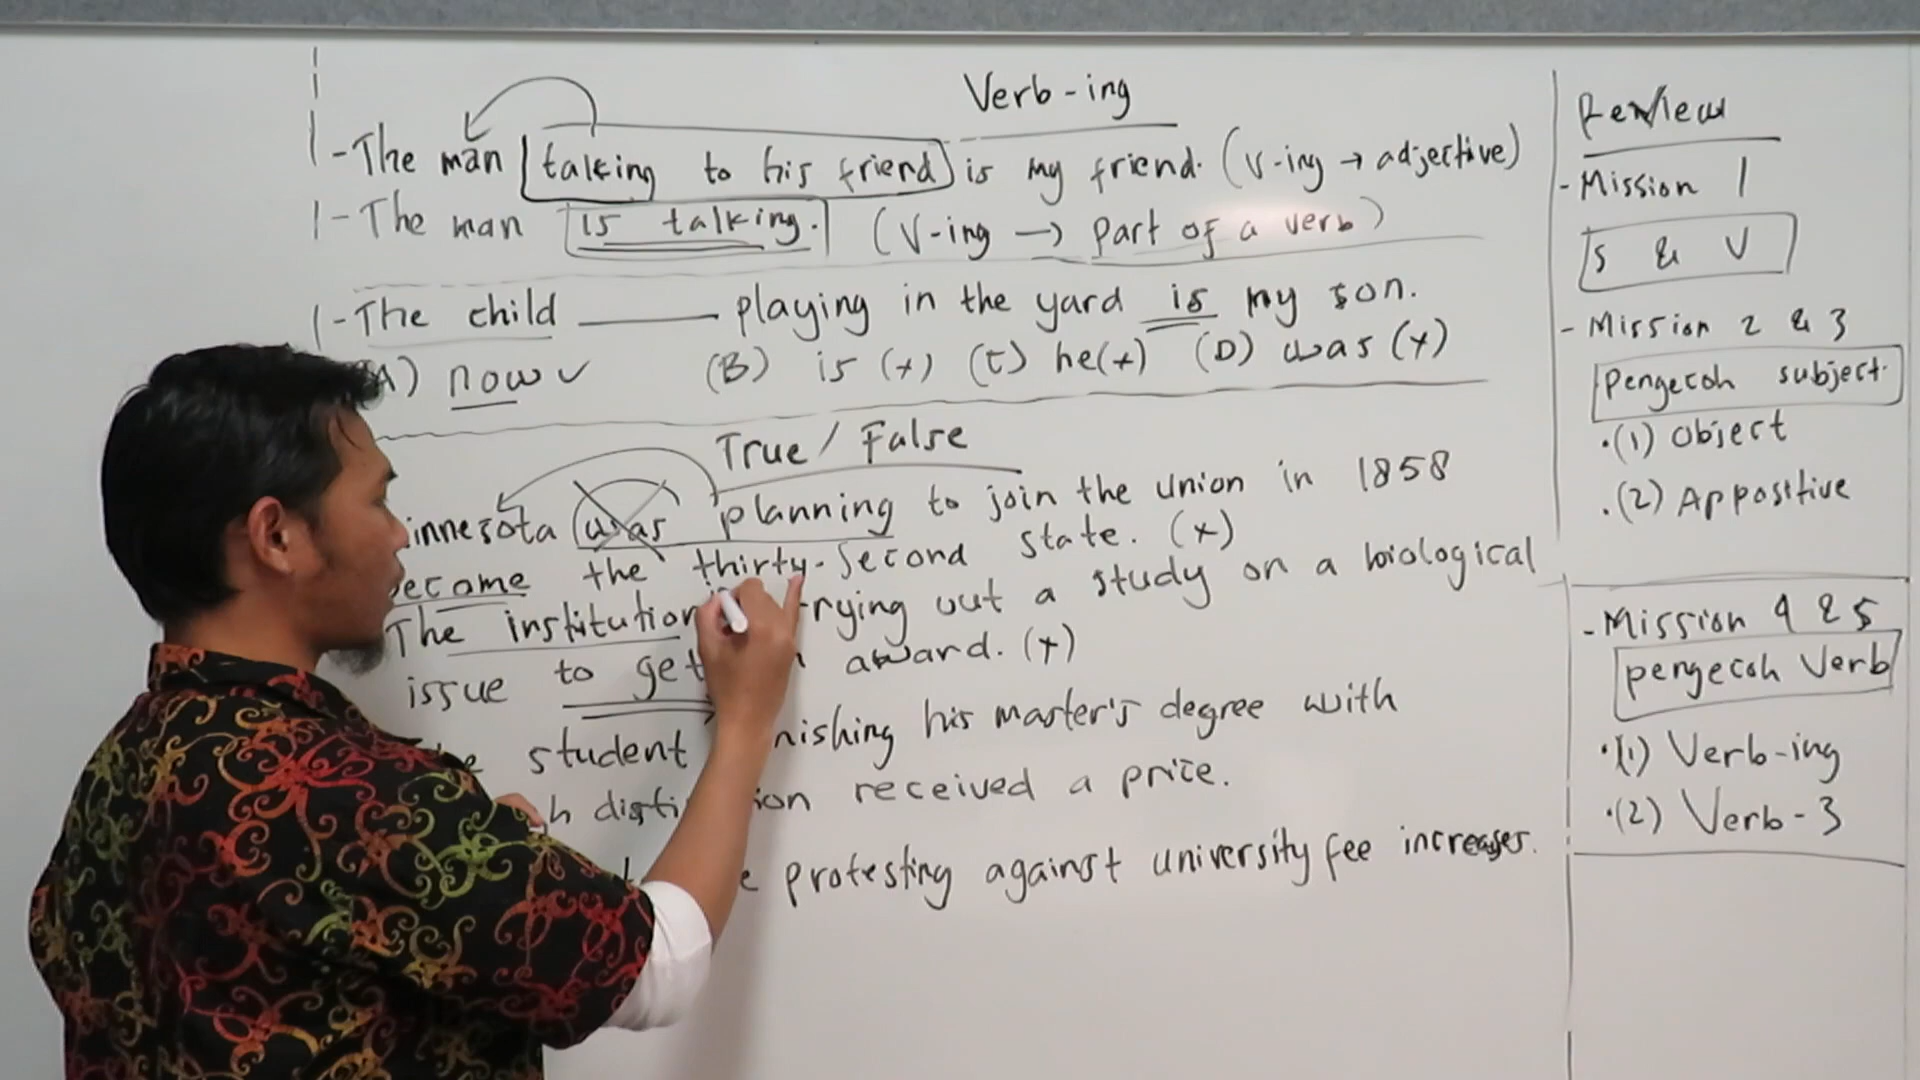 Verb-ing
- The man talking to his friend is my friend. (V-ing → adjective)
- The man is talking. (V-ing → part of a verb)
- The child ______ playing in the yard is my son.
A) now ✓ (B) is (x) (C) he (x) (D) was (x)
True / False
innesota was planning to join the union in 1858
ecome the thirty-second state. (x)
The institution rying out a study on a biological
issue to get award. (x)
e student nishing his master's degree with
h disti ion received a price.
e protesting against university fee increases.
Review
- Mission 1
S & V
- Mission 2 & 3
Pengecoh subject.
.(1) Object
.(2) Appositive
- Mission 4 & 5
pengecoh Verb
.(1) Verb-ing
.(2) Verb-3